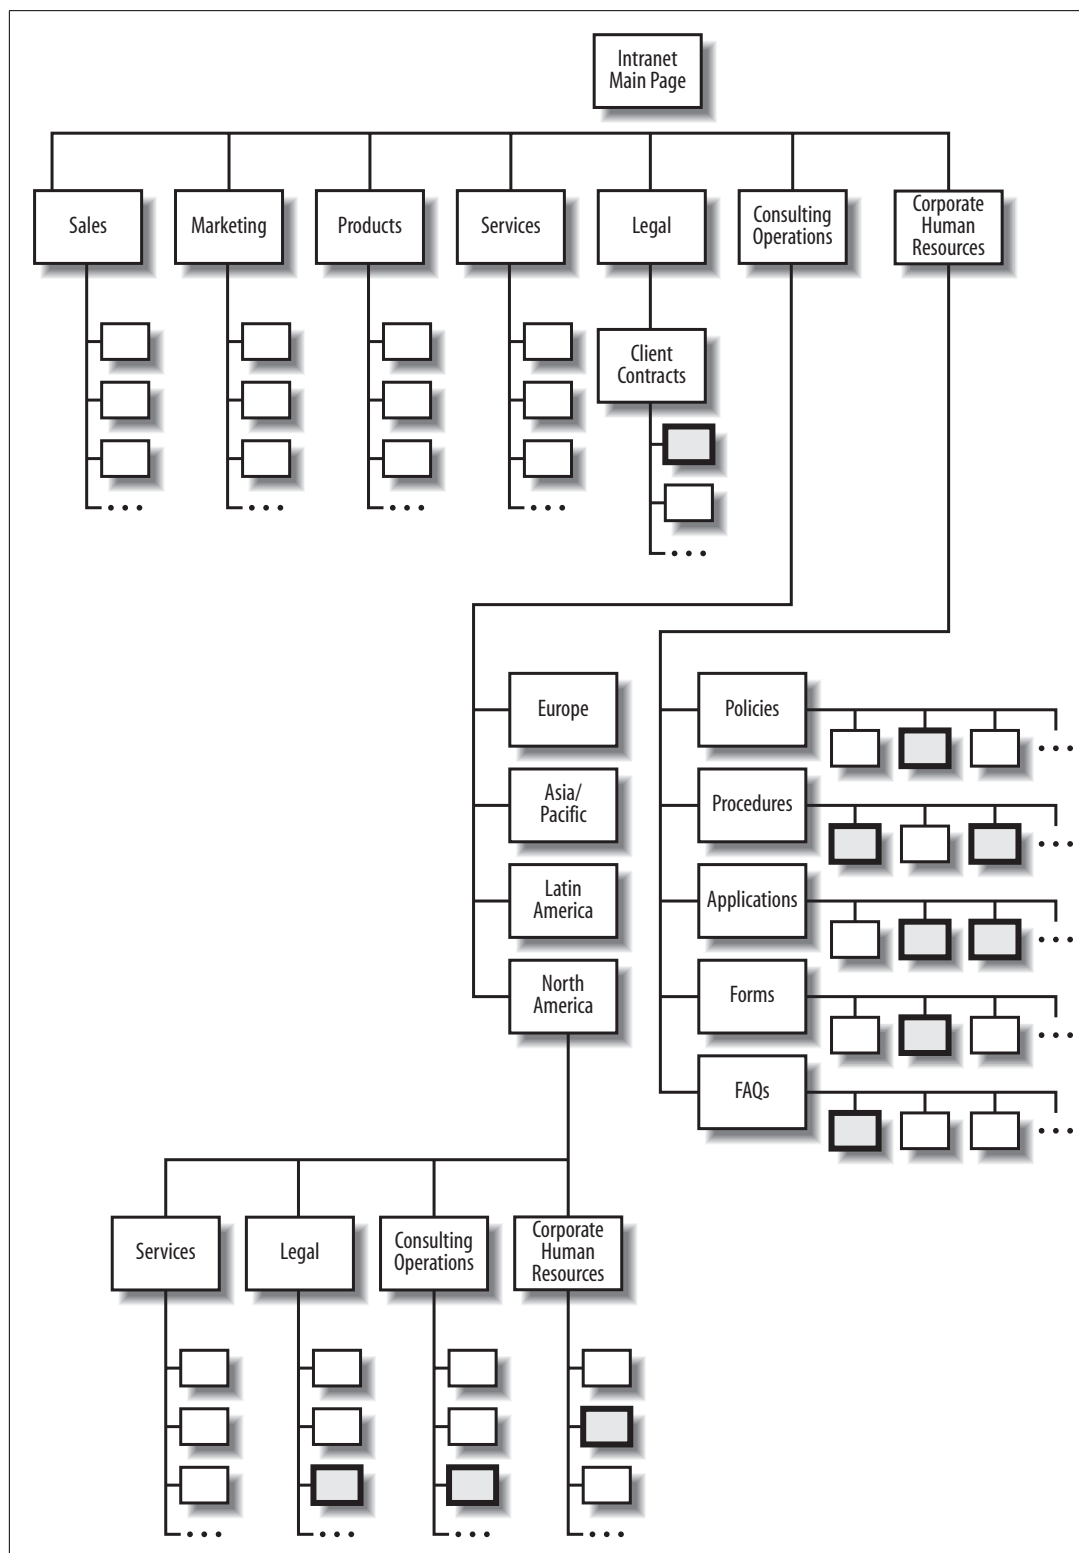 Intranet
Main Page
Sales
Marketing
Products
Services
Legal
Consulting
Operations
Corporate
Human
Resources
Client
Contracts
Europe
Asia/
Pacific
Latin
America
North
America
Policies
Procedures
Applications
Forms
FAQs
Services
Legal
Consulting
Operations
Corporate
Human
Resources